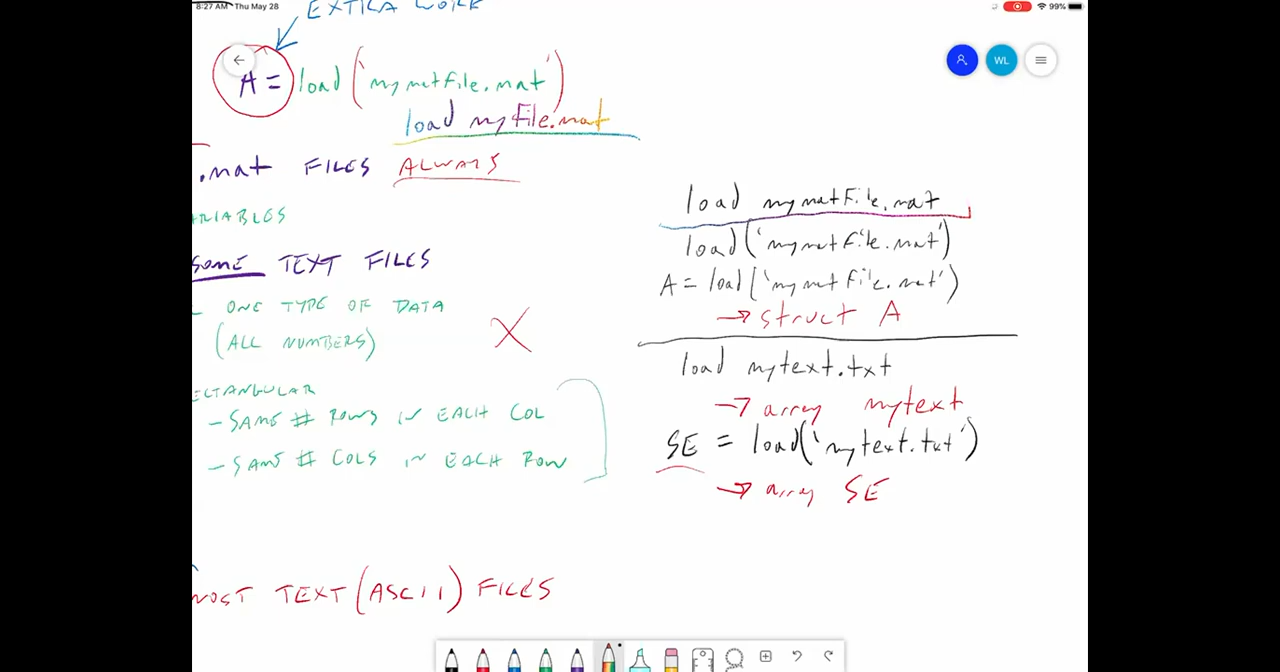 8:27 AM Thu May 28
99%
EXTRA WORK
A = load('mymatfile.mat')
WL
load myfile.mat
.mat FILES ALWAYS
ARIABLES
SOME TEXT FILES
- ONE TYPE OF DATA
(ALL NUMBERS)
X
ECTANGULAR
- SAME # ROWS IN EACH COL
- SAME # COLS IN EACH ROW
load mymatfile.mat
load('mymatfile.mat')
A = load('mymatfile.mat')
→ struct A
load mytext.txt
→ array mytext
SE = load('mytext.txt')
→ array SE
MOST TEXT (ASCII) FILES